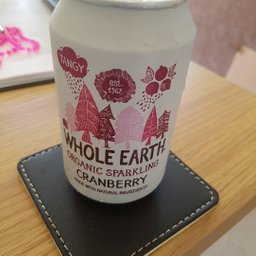 TANGY
est.
1967
WHOLE EARTH
ORGANIC SPARKLING
CRANBERRY
MADE WITH NATURAL INGREDIENTS